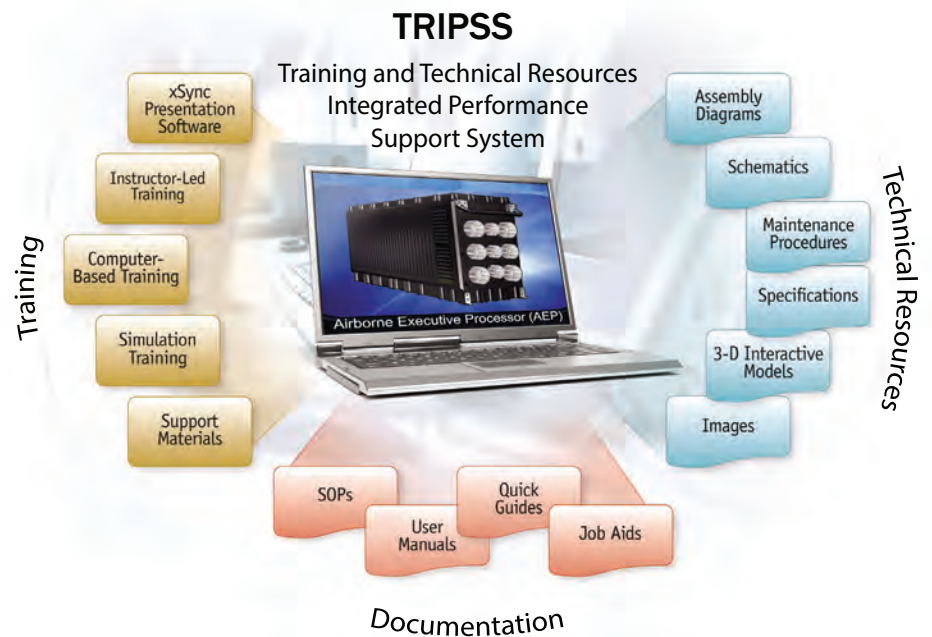 TRIPSS
Training and Technical Resources
Integrated Performance
Support System
Training
xSync
Presentation
Software
Instructor-Led
Training
Computer-
Based Training
Simulation
Training
Support
Materials
Airborne Executive Processor (AEP)
Assembly
Diagrams
Schematics
Maintenance
Procedures
Specifications
3-D Interactive
Models
Images
Technical Resources
SOPs
User
Manuals
Quick
Guides
Job Aids
Documentation